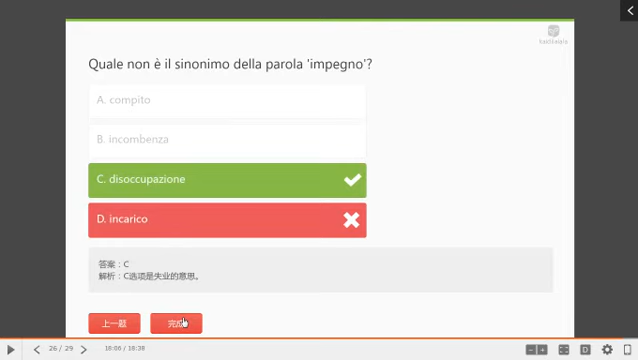 Quale non è il sinonimo della parola 'impegno'?
A. compito
B. incombenza
C. disoccupazione
D. incarico
答案：C
解析：C选项是失业的意思。
上一题
完成
26 / 29
18:06 / 18:38
D